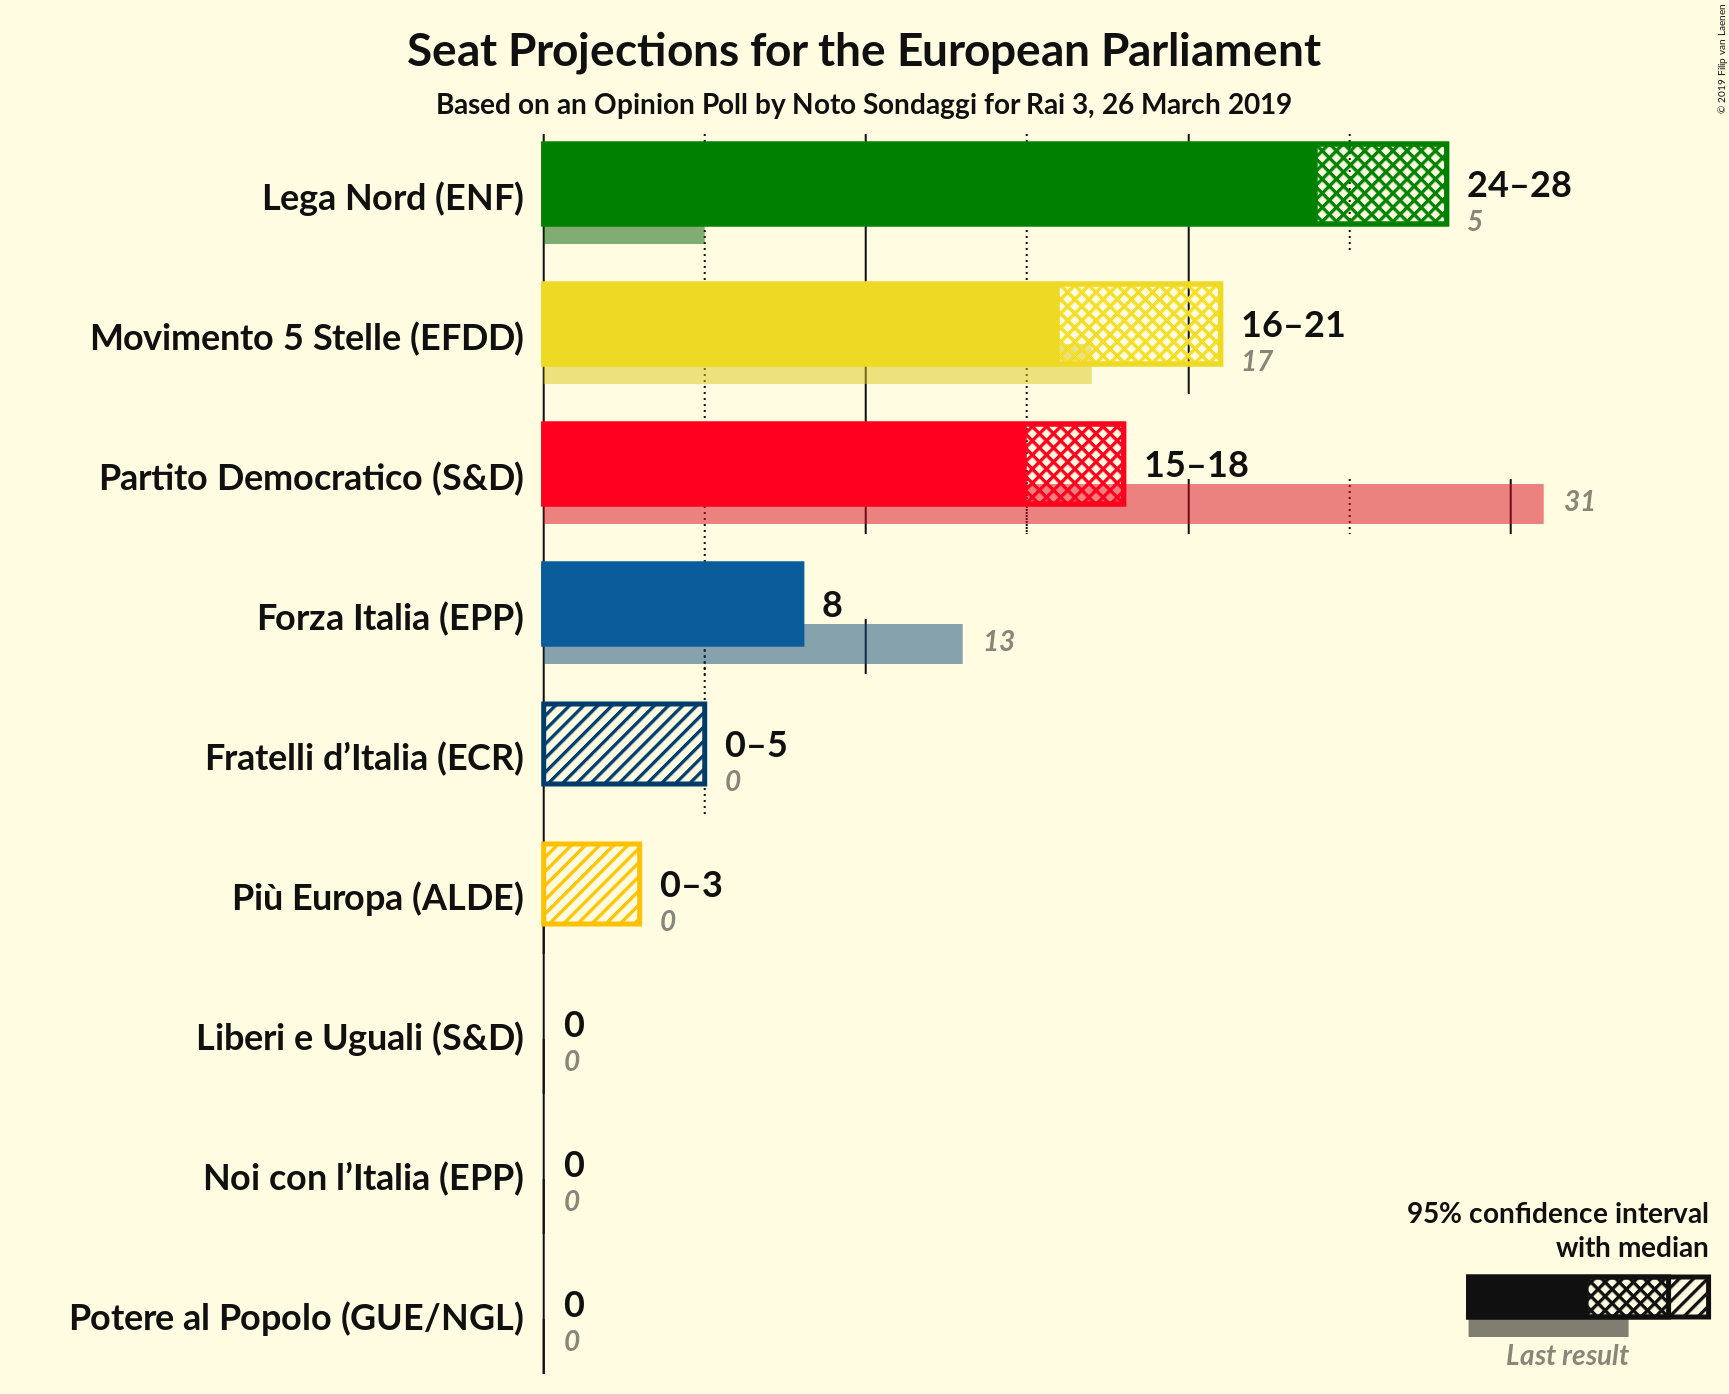 Seat Projections for the European Parliament
Based on an Opinion Poll by Noto Sondaggi for Rai 3, 26 March 2019
© 2019 Filip van Laenen
Lega Nord (ENF)
24–28
5
Movimento 5 Stelle (EFDD)
16–21
17
Partito Democratico (S&D)
15–18
31
Forza Italia (EPP)
8
13
Fratelli d’Italia (ECR)
0–5
0
Più Europa (ALDE)
0–3
0
Liberi e Uguali (S&D)
0
0
Noi con l’Italia (EPP)
0
0
Potere al Popolo (GUE/NGL)
0
0
95% confidence interval
with median
Last result